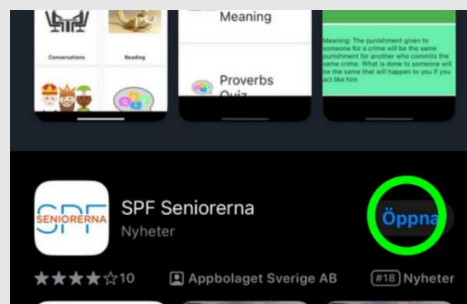 Meaning
Meaning: The punishment given to
someone for a crime will be the same
punishment for another who commits the
same crime. What is done to someone will
be the same that will happen to you if you
act like him
Conversations
Reading
Proverbs
Quiz
SPF
SENIORERNA
SPF Seniorerna
Nyheter
Öppna
★★★★☆10
Appbolaget Sverige AB
#18 Nyheter